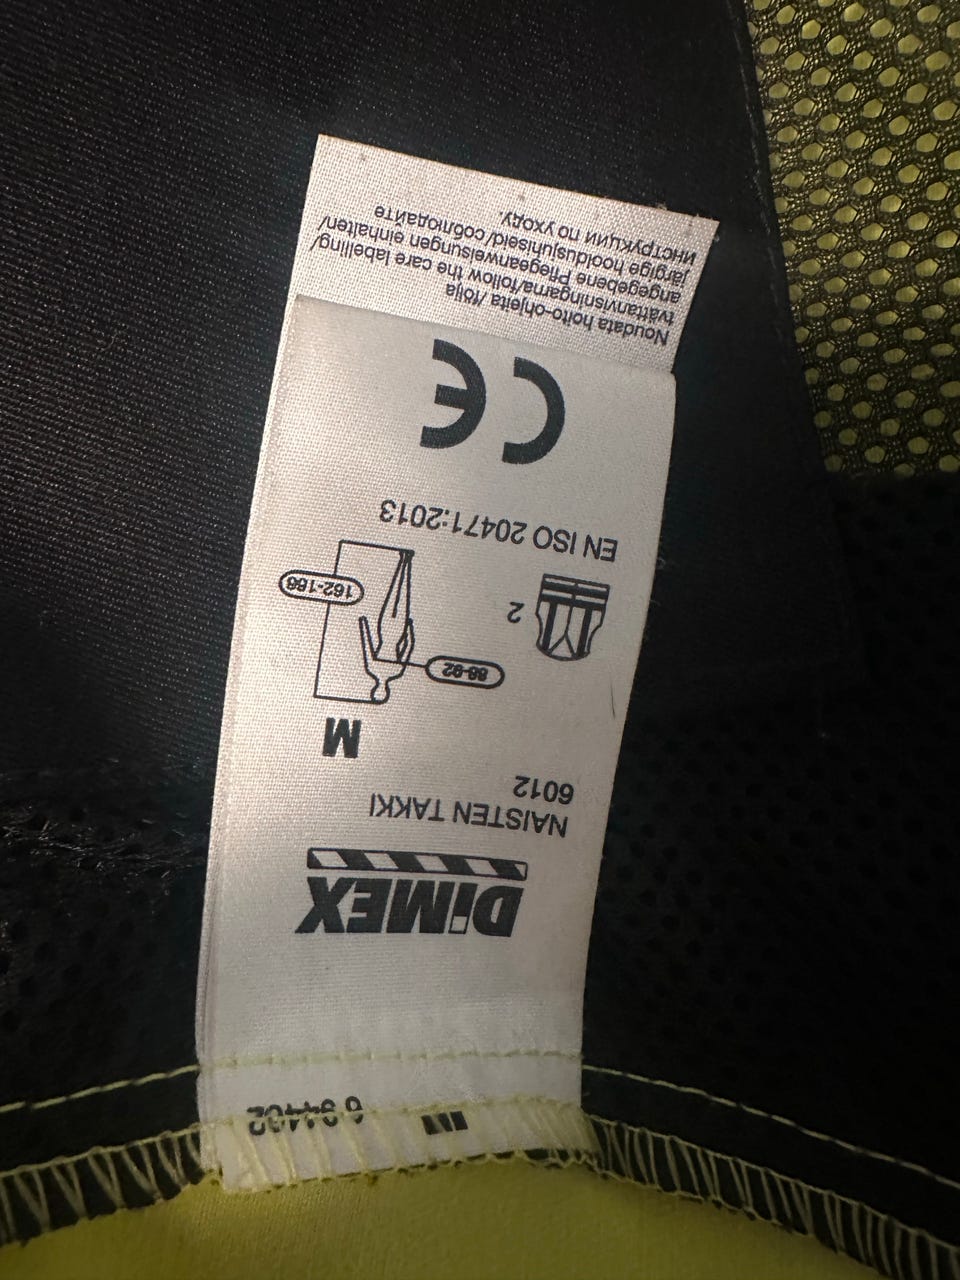 DiMEX
NAISTEN TAKKI
6012
M
88-92
162-166
2
EN ISO 20471:2013
CE
Noudata hoito-ohjeita /följa
tvättanvisningarna/follow the care labelling/
angegebene Pflegeanweisungen einhalten/
järgige hooldusjuhiseid/ соблюдайте
инструкции по уходу.